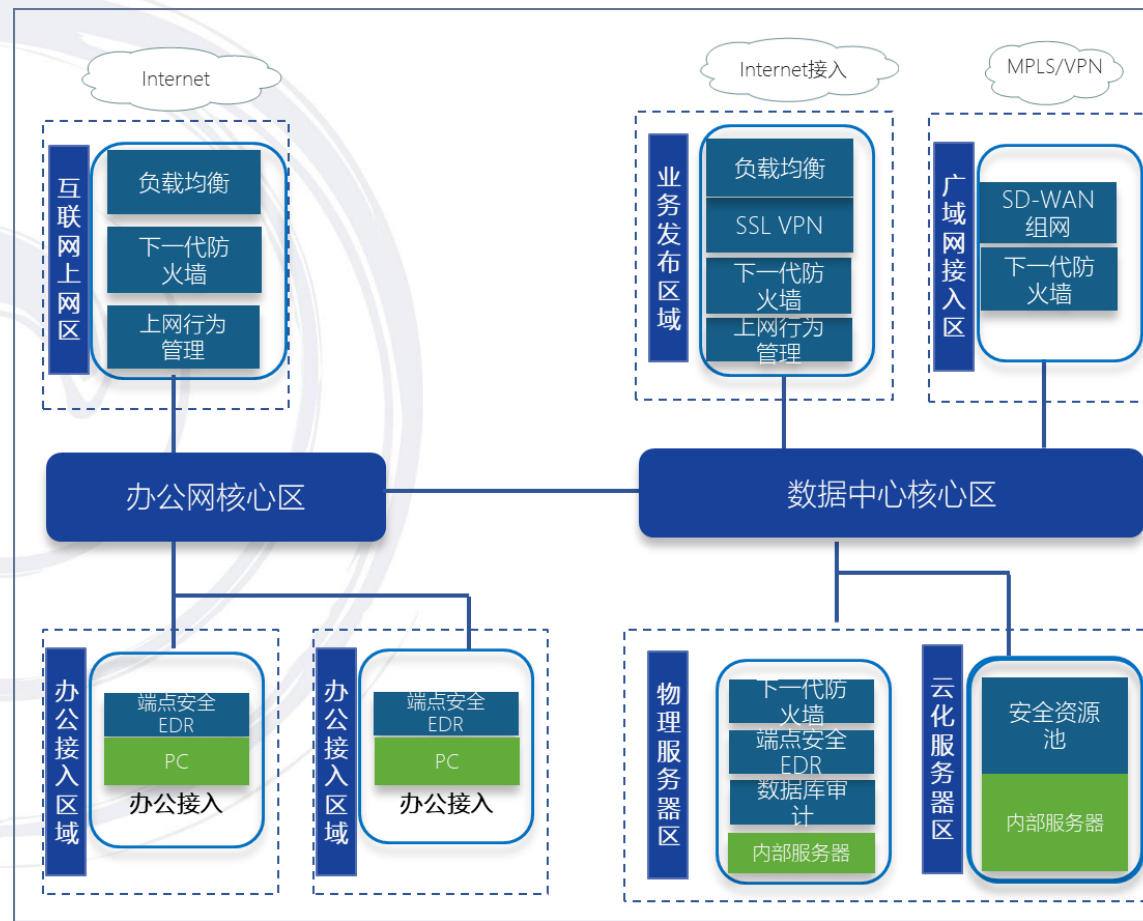 Internet
Internet接入
MPLS/VPN
互联网上网区
负载均衡
下一代防
火墙
上网行为
管理
业务发布区域
负载均衡
SSL VPN
下一代防
火墙
上网行为
管理
广域网接入区
SD-WAN
组网
下一代防
火墙
办公网核心区
数据中心核心区
办公接入区域
端点安全
EDR
PC
办公接入
办公接入区域
端点安全
EDR
PC
办公接入
物理服务器区
下一代防
火墙
端点安全
EDR
数据库审
计
内部服务器
云化服务器区
安全资源
池
内部服务器